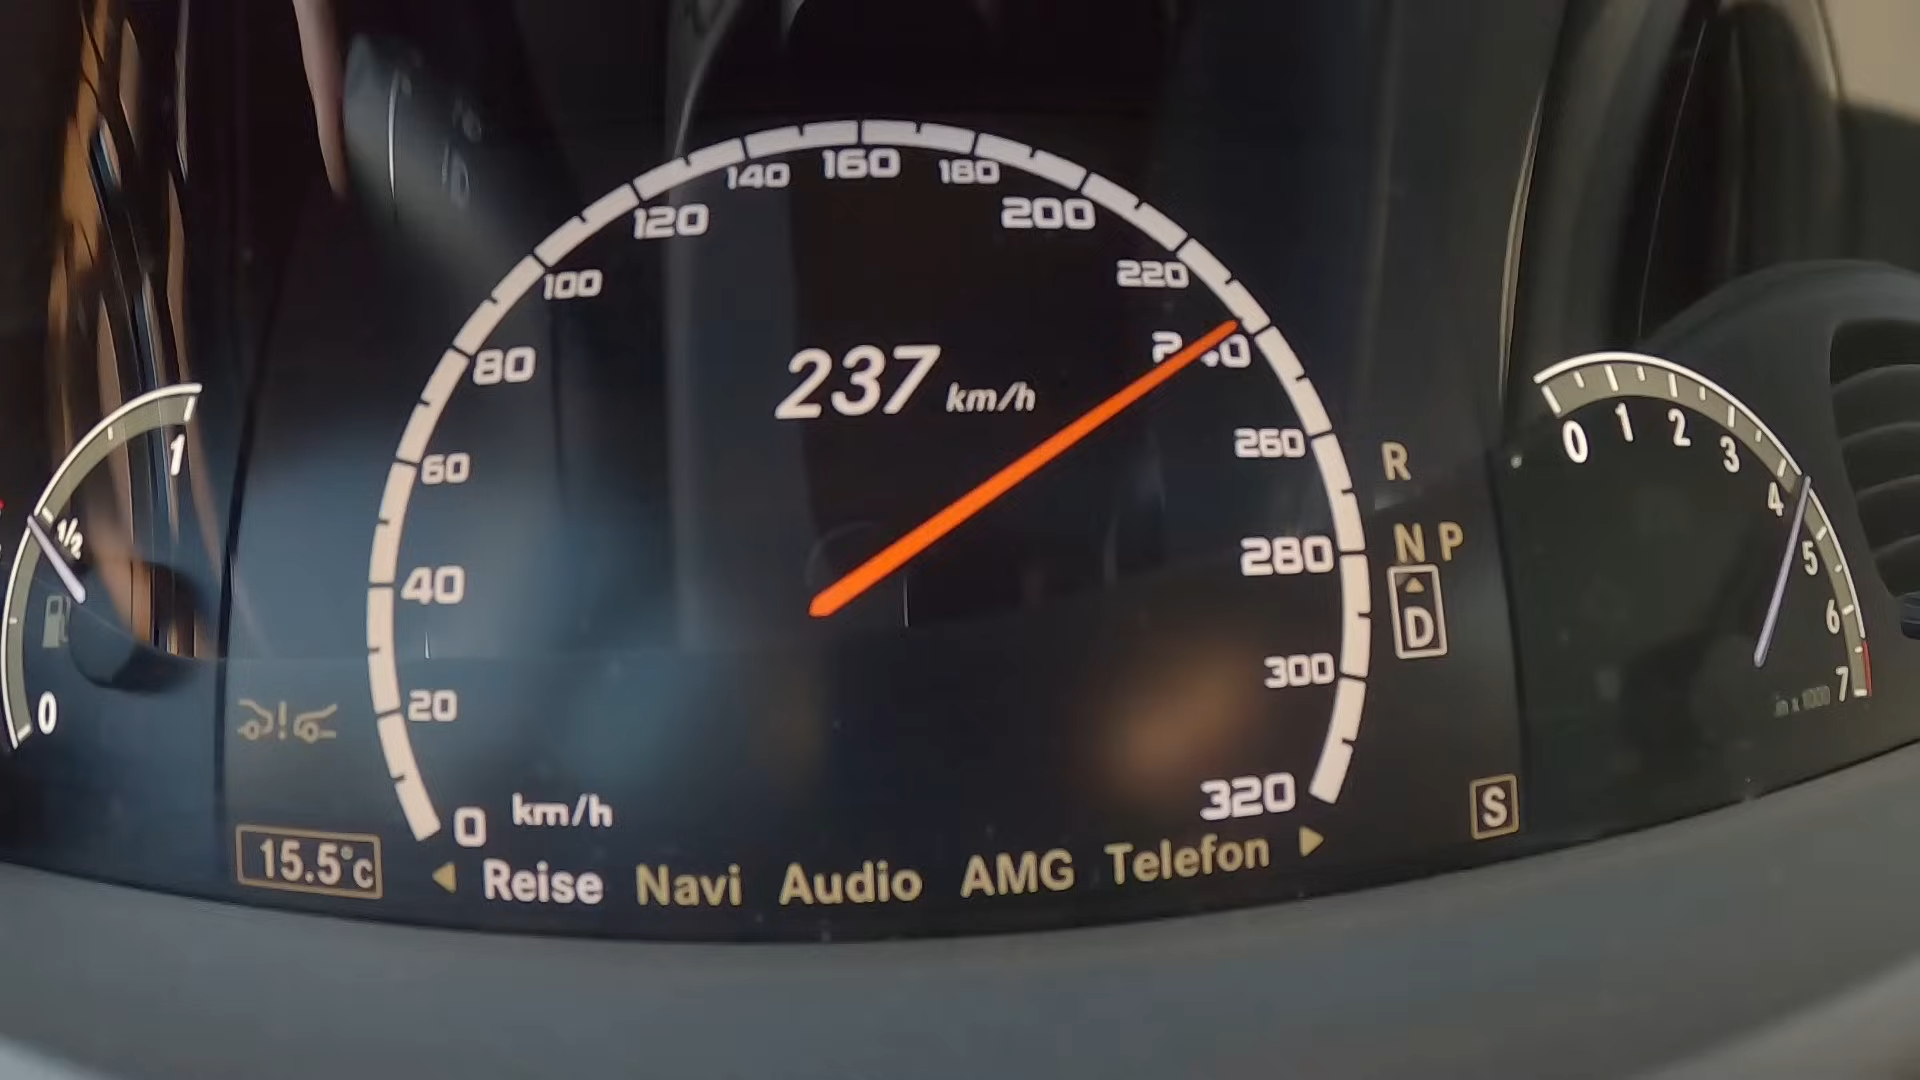 140 160 180
120 200
100 220
237 km/h
80 240
60 260
40 280
20 300
0 km/h 320
1
1/2
0
R
N P
D
S
0 1 2 3 4 5 6 7
15.5°C
Reise Navi Audio AMG Telefon